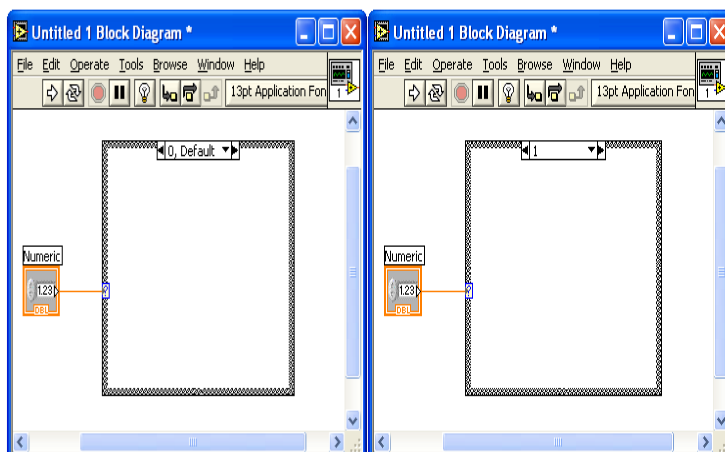 Untitled 1 Block Diagram *
File Edit Operate Tools Browse Window Help
13pt Application Fon
1
0, Default
Numeric
1.23
DBL
?
Untitled 1 Block Diagram *
File Edit Operate Tools Browse Window Help
13pt Application Fon
1
1
Numeric
1.23
DBL
?